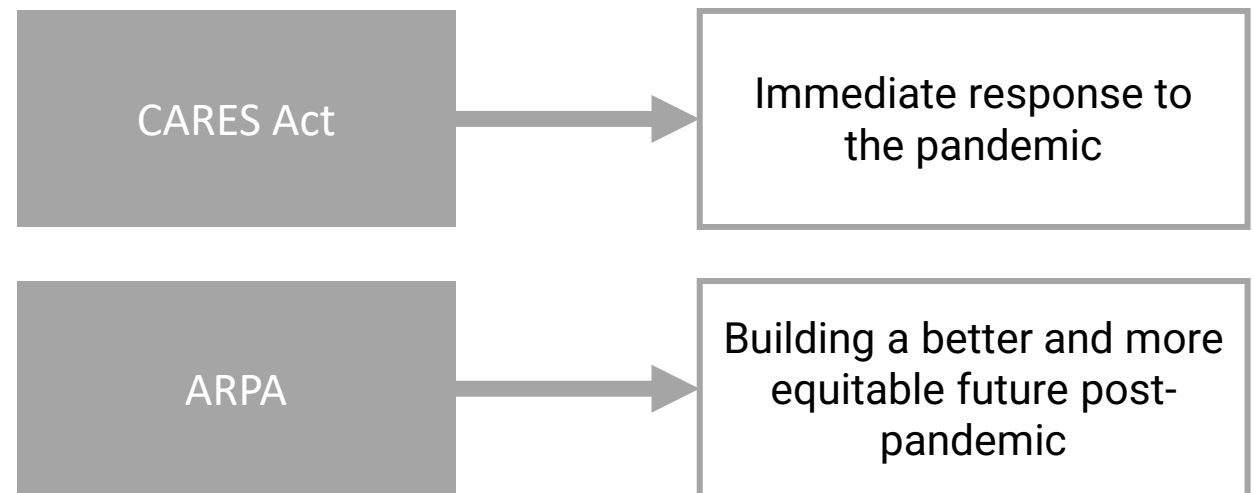 CARES Act
Immediate response to
the pandemic
ARPA
Building a better and more
equitable future post-
pandemic